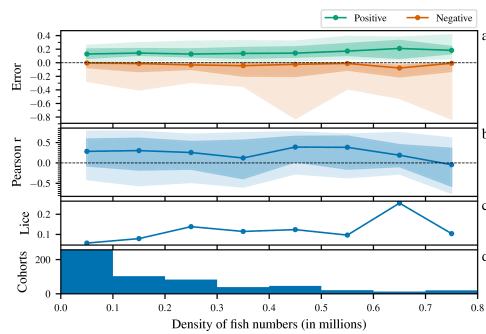 Positive Negative
a
0.4
0.2
0.0
−0.2
−0.4
−0.6
−0.8
Error
b
0.5
0.0
−0.5
Pearson r
0.2
0.1
Lice
200
0
Cohorts
d
0.0 0.1 0.2 0.3 0.4 0.5 0.6 0.7 0.8
Density of fish numbers (in millions)